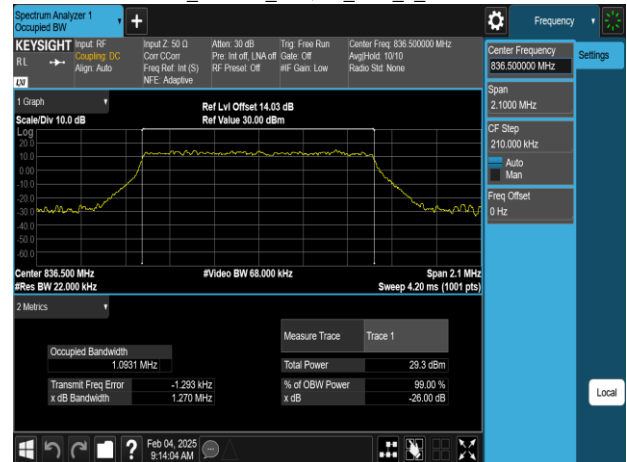 Spectrum Analyzer 1
Occupied BW
Frequency
KEYSIGHT
RL
LXI
Input: RF
Coupling: DC
Align: Auto
Input Z: 50 Ω
Corr CCorr
Freq Ref: Int (S)
NFE: Adaptive
Atten: 30 dB
Pre: Int off, LNA off
RF Presel: Off
Trig: Free Run
Gate: Off
#IF Gain: Low
Center Freq: 836.500000 MHz
Avg|Hold: 10/10
Radio Std: None
Center Frequency
836.500000 MHz
Settings
Span
2.1000 MHz
CF Step
210.000 kHz
Auto
Man
Freq Offset
0 Hz
Local
1 Graph
Scale/Div 10.0 dB
Ref Lvl Offset 14.03 dB
Ref Value 30.00 dBm
Log
20.0
10.0
0.00
-10.0
-20.0
-30.0
-40.0
-50.0
-60.0
Center 836.500 MHz
#Video BW 68.000 kHz
Span 2.1 MHz
#Res BW 22.000 kHz
Sweep 4.20 ms (1001 pts)
2 Metrics
Measure Trace
Trace 1
Occupied Bandwidth
1.0931 MHz
Total Power
29.3 dBm
Transmit Freq Error
-1.293 kHz
% of OBW Power
99.00 %
x dB Bandwidth
1.270 MHz
x dB
-26.00 dB
?
Feb 04, 2025
9:14:04 AM